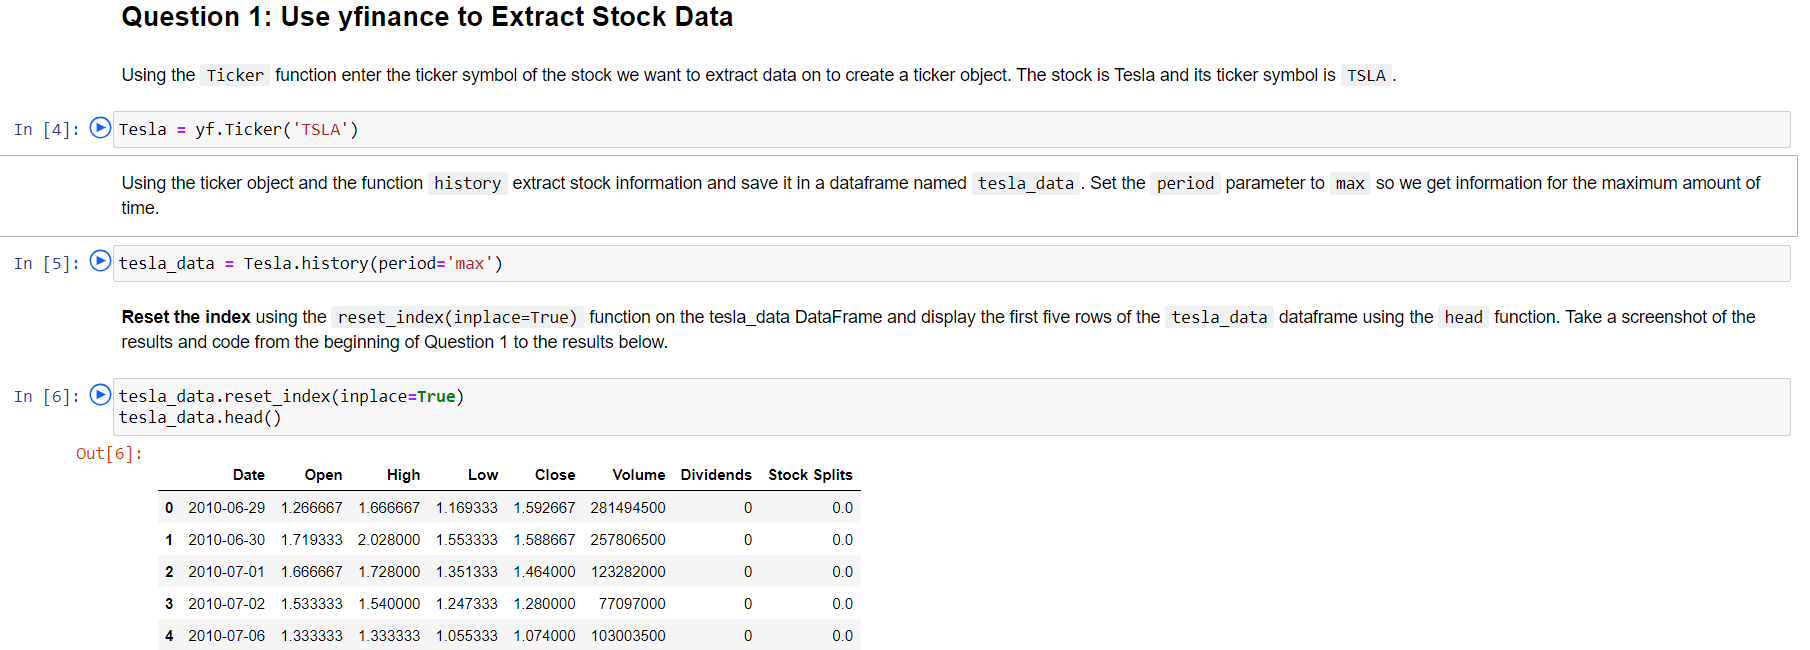 Question 1: Use yfinance to Extract Stock Data
Using the Ticker function enter the ticker symbol of the stock we want to extract data on to create a ticker object. The stock is Tesla and its ticker symbol is TSLA .
In [4]: Tesla = yf.Ticker('TSLA')
Using the ticker object and the function history extract stock information and save it in a dataframe named tesla_data . Set the period parameter to max so we get information for the maximum amount of
time.
In [5]: tesla_data = Tesla.history(period='max')
Reset the index using the reset_index(inplace=True) function on the tesla_data DataFrame and display the first five rows of the tesla_data dataframe using the head function. Take a screenshot of the
results and code from the beginning of Question 1 to the results below.
In [6]: tesla_data.reset_index(inplace=True)
tesla_data.head()
Out[6]:
Date Open High Low Close Volume Dividends Stock Splits
0 2010-06-29 1.266667 1.666667 1.169333 1.592667 281494500 0 0.0
1 2010-06-30 1.719333 2.028000 1.553333 1.588667 257806500 0 0.0
2 2010-07-01 1.666667 1.728000 1.351333 1.464000 123282000 0 0.0
3 2010-07-02 1.533333 1.540000 1.247333 1.280000 77097000 0 0.0
4 2010-07-06 1.333333 1.333333 1.055333 1.074000 103003500 0 0.0